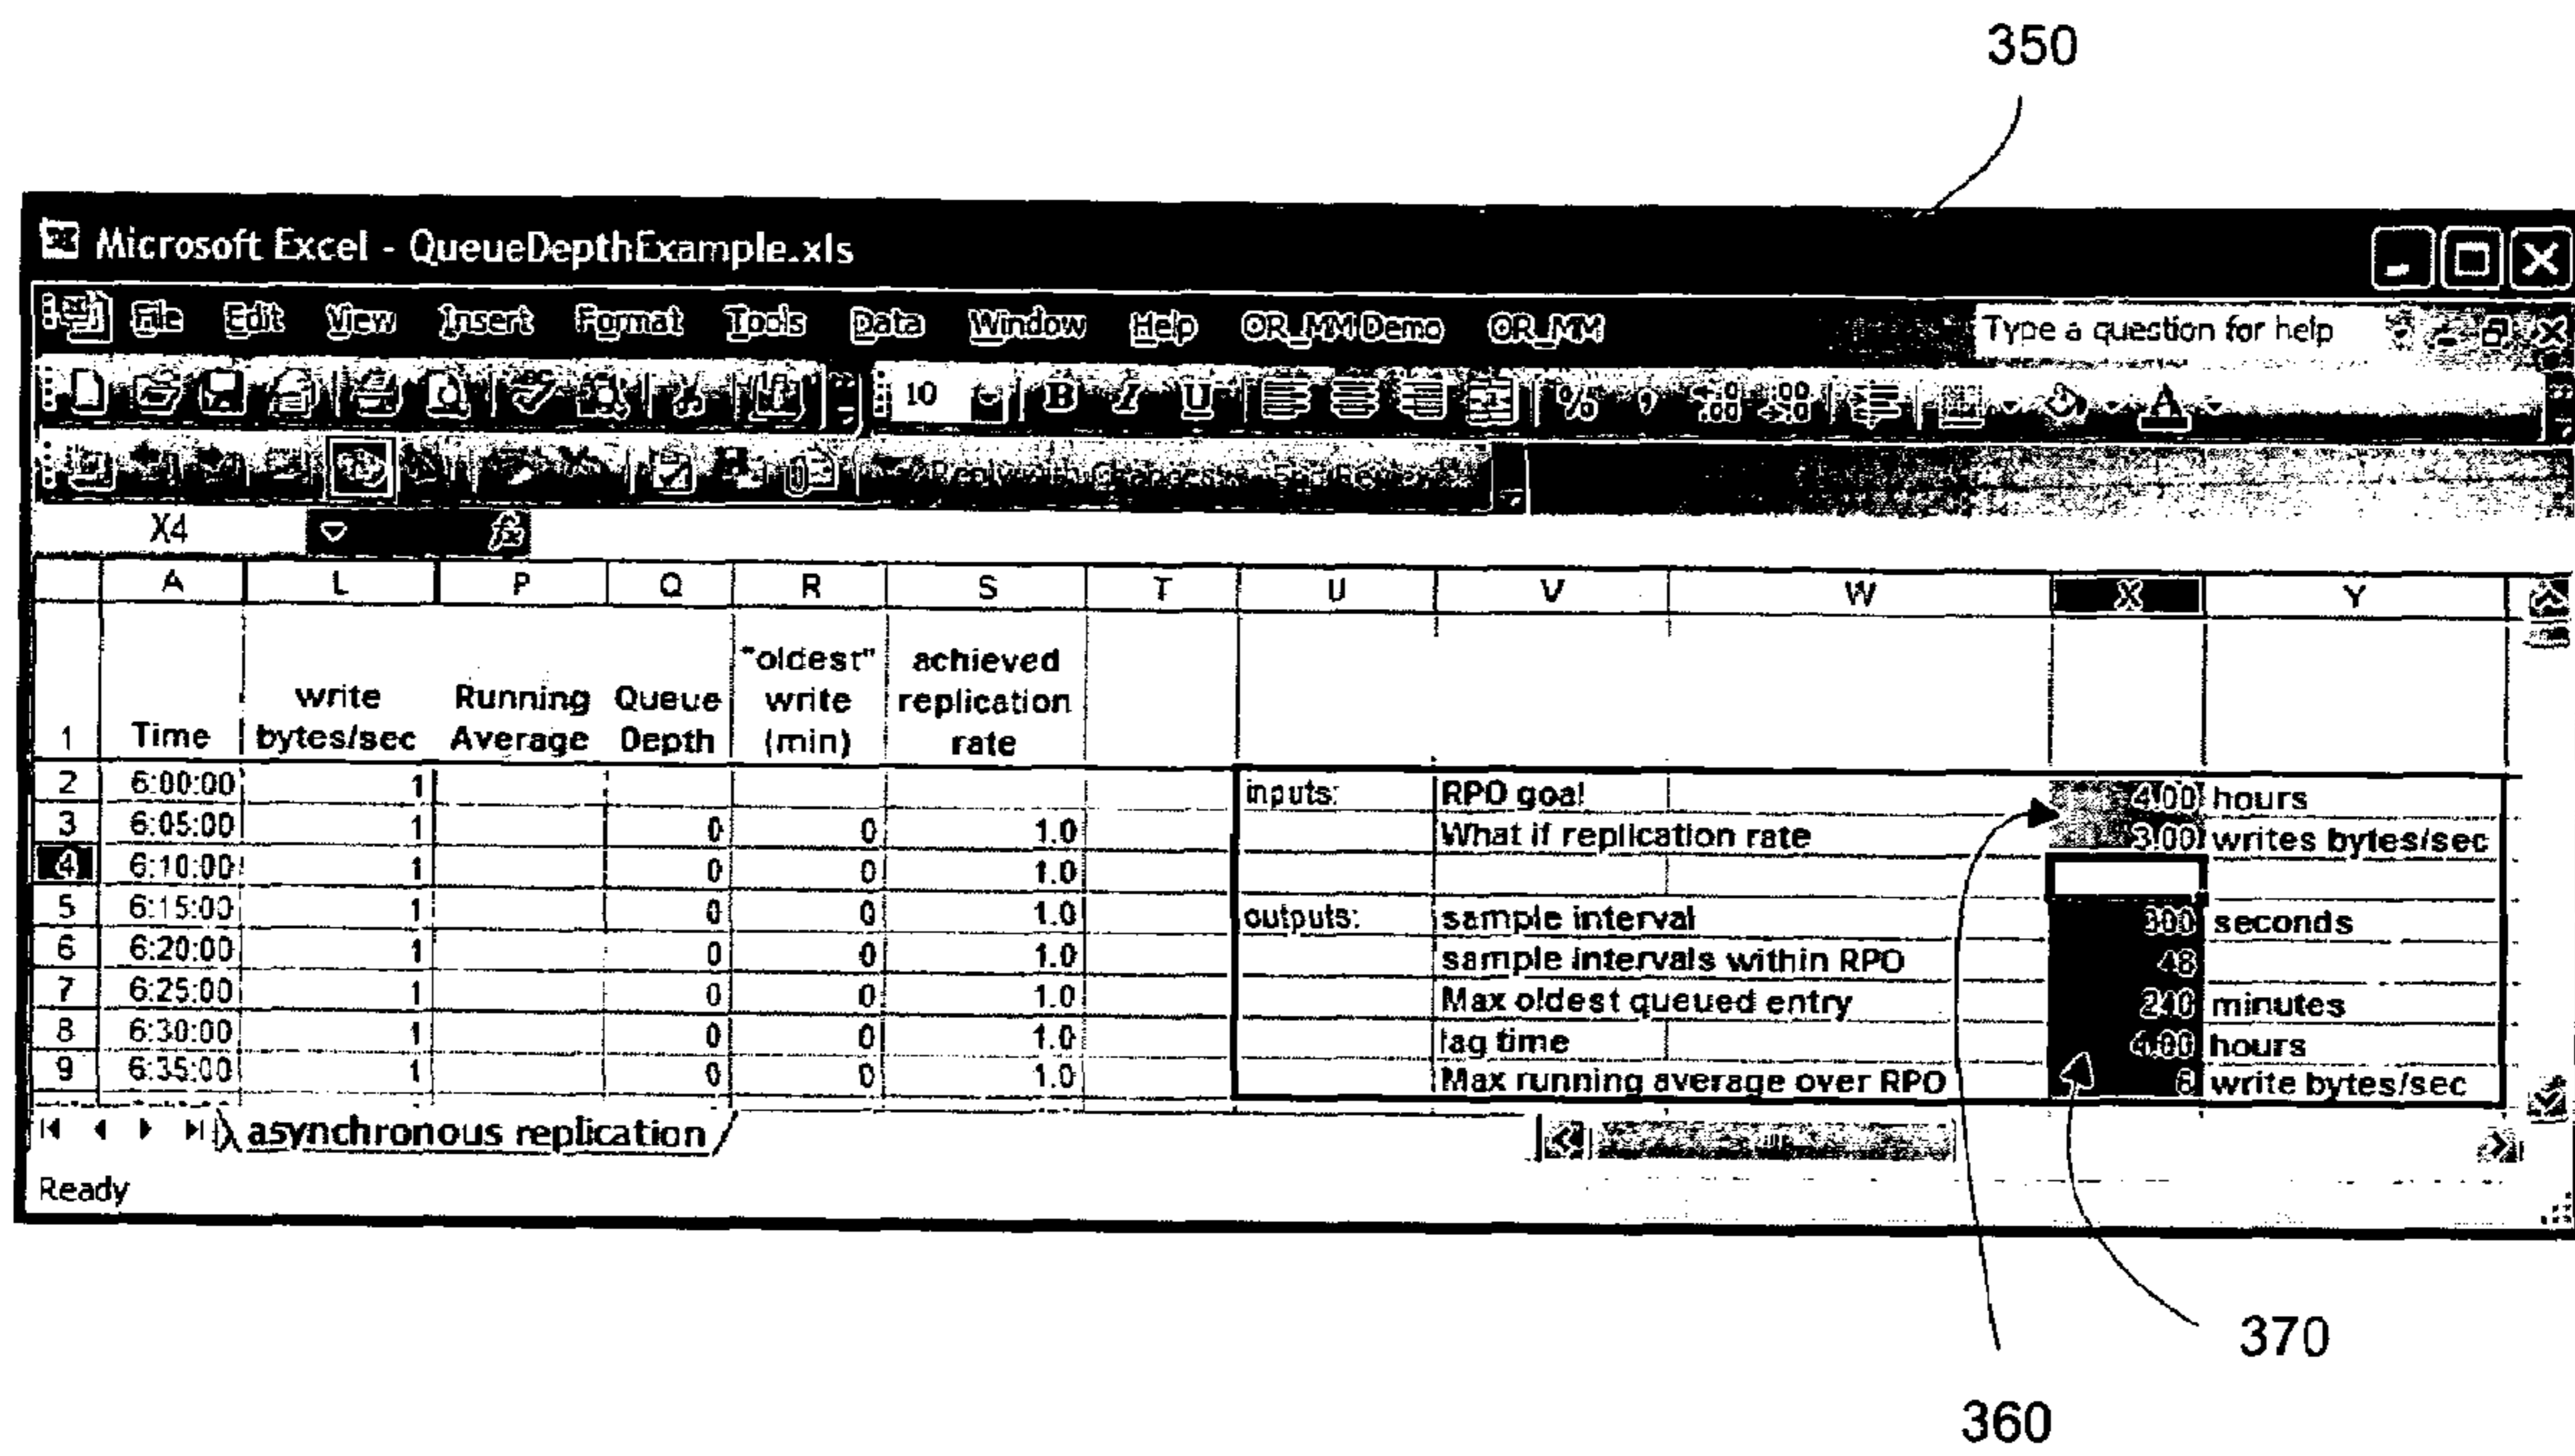 350
Microsoft Excel - QueueDepthExample.xls
File Edit View Insert Format Tools Data Window Help OR_MM Demo OR_MM Type a question for help
10 B I U % , .00 .00 A
X4 fx
A L P Q R S T U V W X Y
"oldest" achieved
write Running Queue write replication
1 Time bytes/sec Average Depth (min) rate
2 6:00:00 1 inputs: RPO goal 4.00 hours
3 6:05:00 1 0 0 1.0 What if replication rate 3.00 writes bytes/sec
4 6:10:00 1 0 0 1.0
5 6:15:00 1 0 0 1.0 outputs: sample interval 300 seconds
6 6:20:00 1 0 0 1.0 sample intervals within RPO 48
7 6:25:00 1 0 0 1.0 Max oldest queued entry 240 minutes
8 6:30:00 1 0 0 1.0 lag time 4.00 hours
9 6:35:00 1 0 0 1.0 Max running average over RPO 6 write bytes/sec
asynchronous replication
Ready
370
360